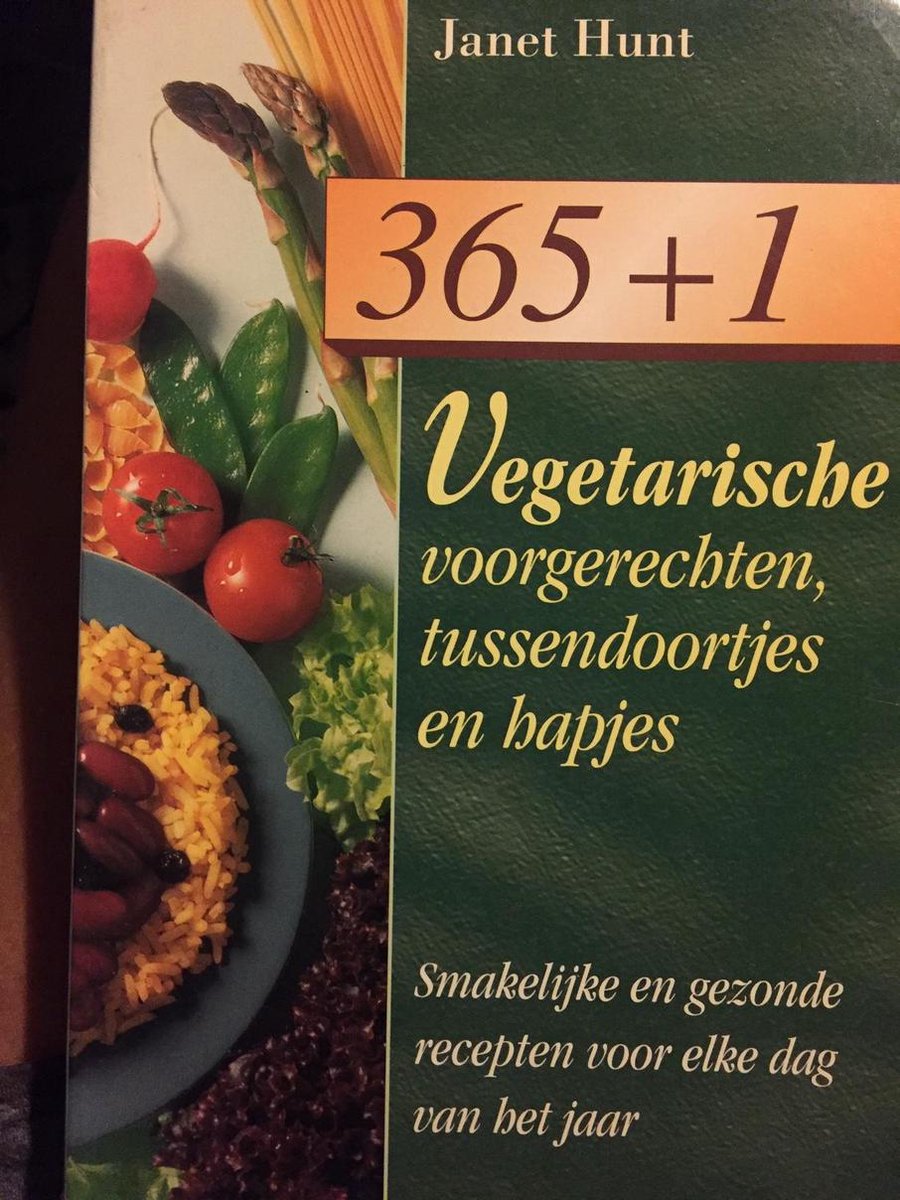 Janet Hunt
365+1
Vegetarische
voorgerechten,
tussendoortjes
en hapjes
Smakelijke en gezonde
recepten voor elke dag
van het jaar